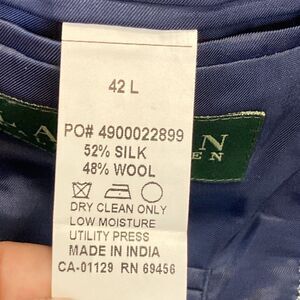 42 L
PO# 4900022899
52% SILK
48% WOOL
DRY CLEAN ONLY
LOW MOISTURE
UTILITY PRESS
MADE IN INDIA
CA-01129 RN 69456